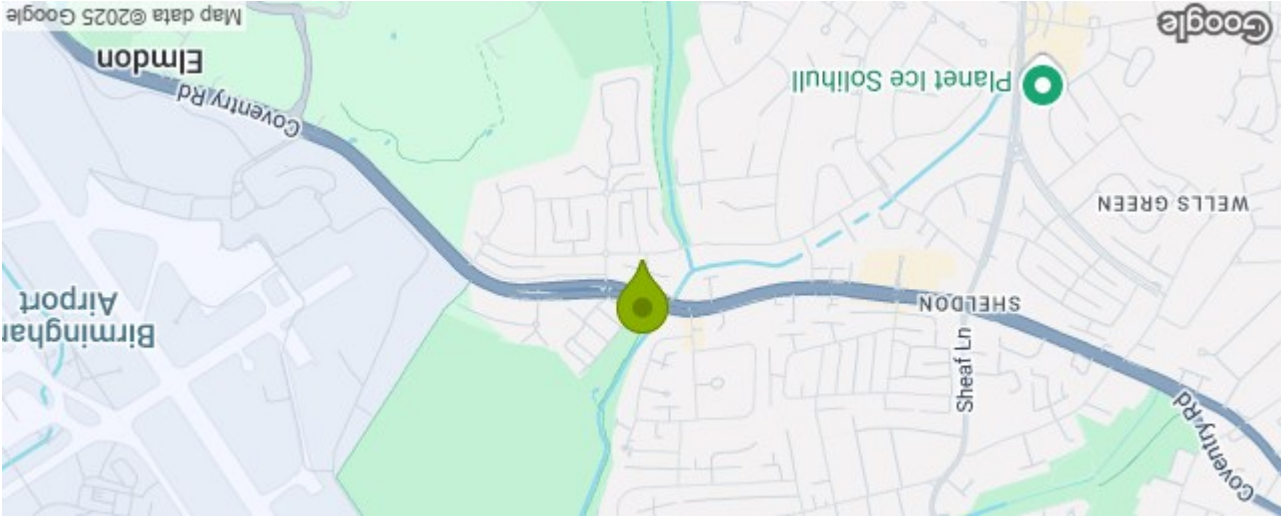 Coventry Rd
Sheaf Ln
SHELDON
Birminghar
Airport
WELLS GREEN
Coventry Rd
Planet Ice Solihull
Elmdon
Google
Map data ©2025 Google